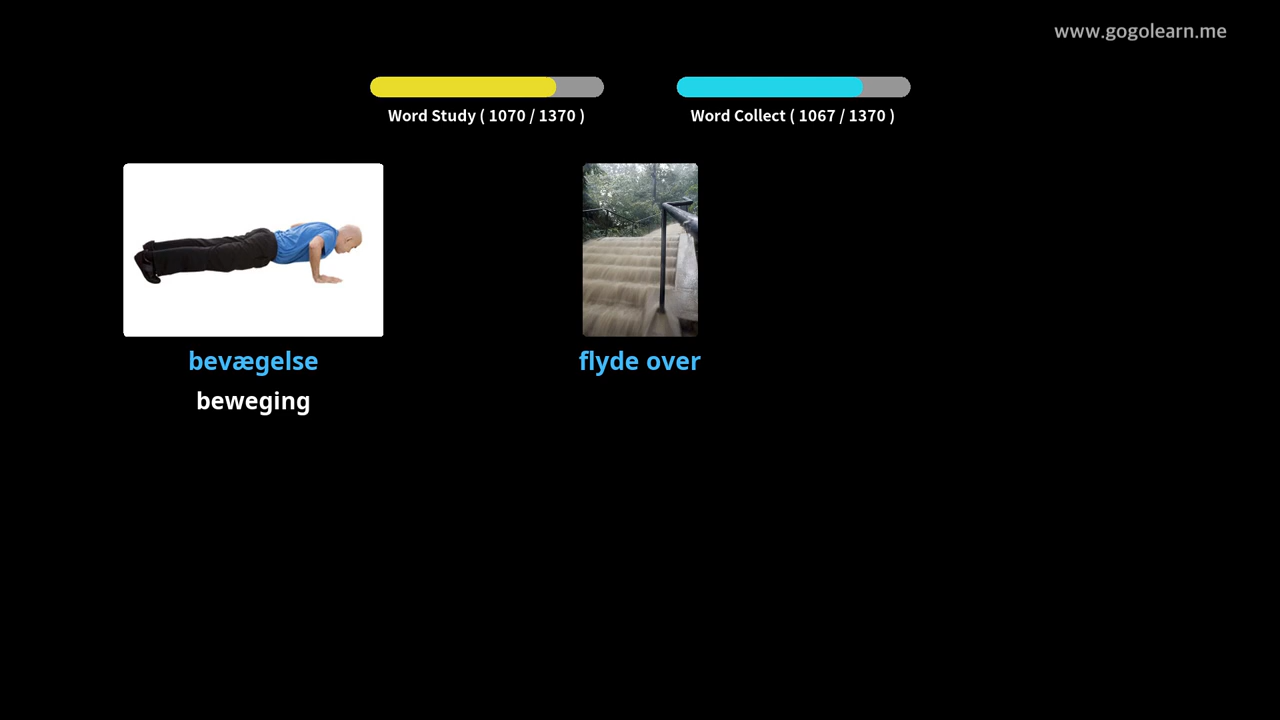 www.gogolearn.me
Word Study ( 1070 / 1370 )
Word Collect ( 1067 / 1370 )
bevægelse
flyde over
beweging